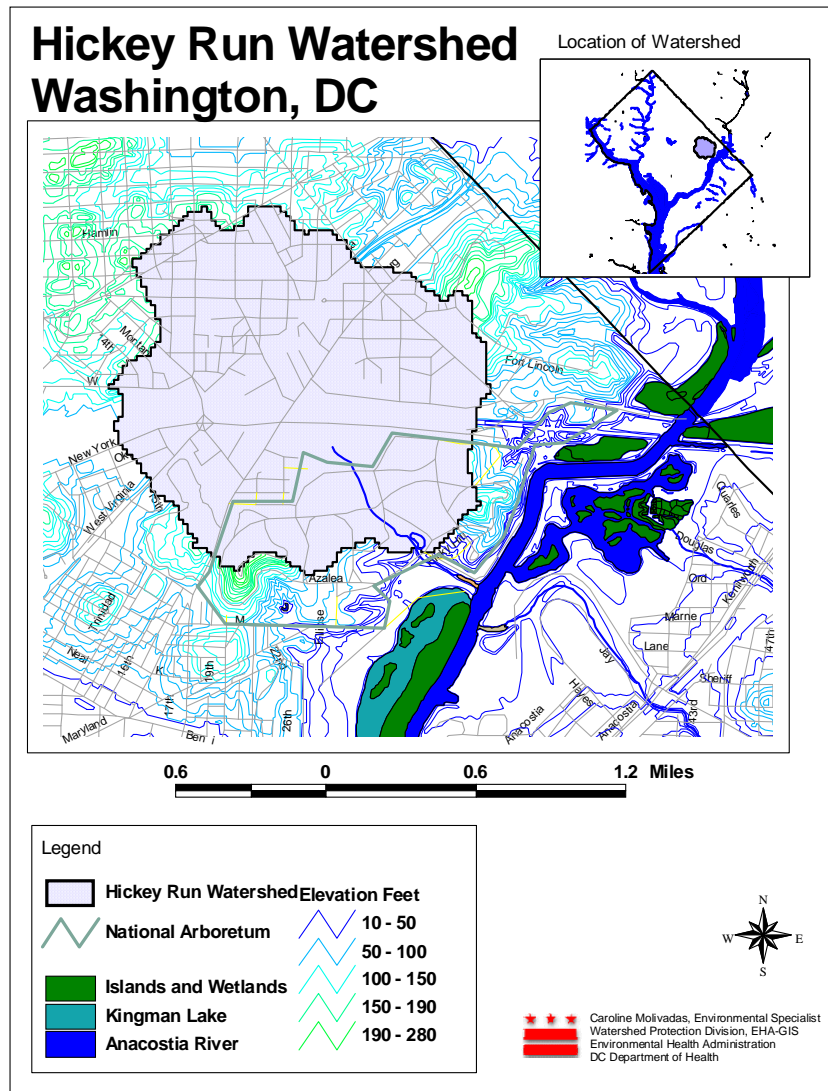 Hickey Run Watershed
Washington, DC
Location of Watershed
Hamlin
14th
Montan
W
Fort Lincoln
New York
West Virginia
Quarles
Douglas
Kenilworth
Ord
Marne
Lane
47th
Sheriff
Jay
Hayes
Anacostia
Anacostia
43rd
Azalea
M
Trinidad
Neal
16th
K
19th
17th
22nd
26th
Maryland
Ben i
0.6 0 0.6 1.2 Miles
Legend
Hickey Run Watershed
National Arboretum
Islands and Wetlands
Kingman Lake
Anacostia River
Elevation Feet
10 - 50
50 - 100
100 - 150
150 - 190
190 - 280
N
W E
S
Caroline Molivadas, Environmental Specialist
Watershed Protection Division, EHA-GIS
Environmental Health Administration
DC Department of Health